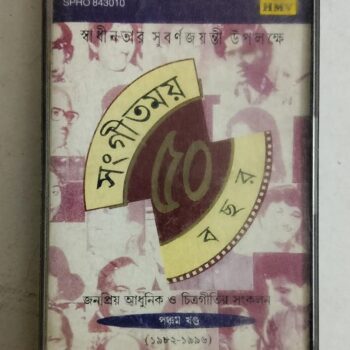 SPHO 843010
HMV
স্বাধীনতার সুবর্ণজয়ন্তী উপলক্ষে
সংগীতময়
৫০
বছর
জনপ্রিয় আধুনিক ও চিত্রগীতির সংকলন
পঞ্চম খণ্ড
(১৯৮২-১৯৯৬)